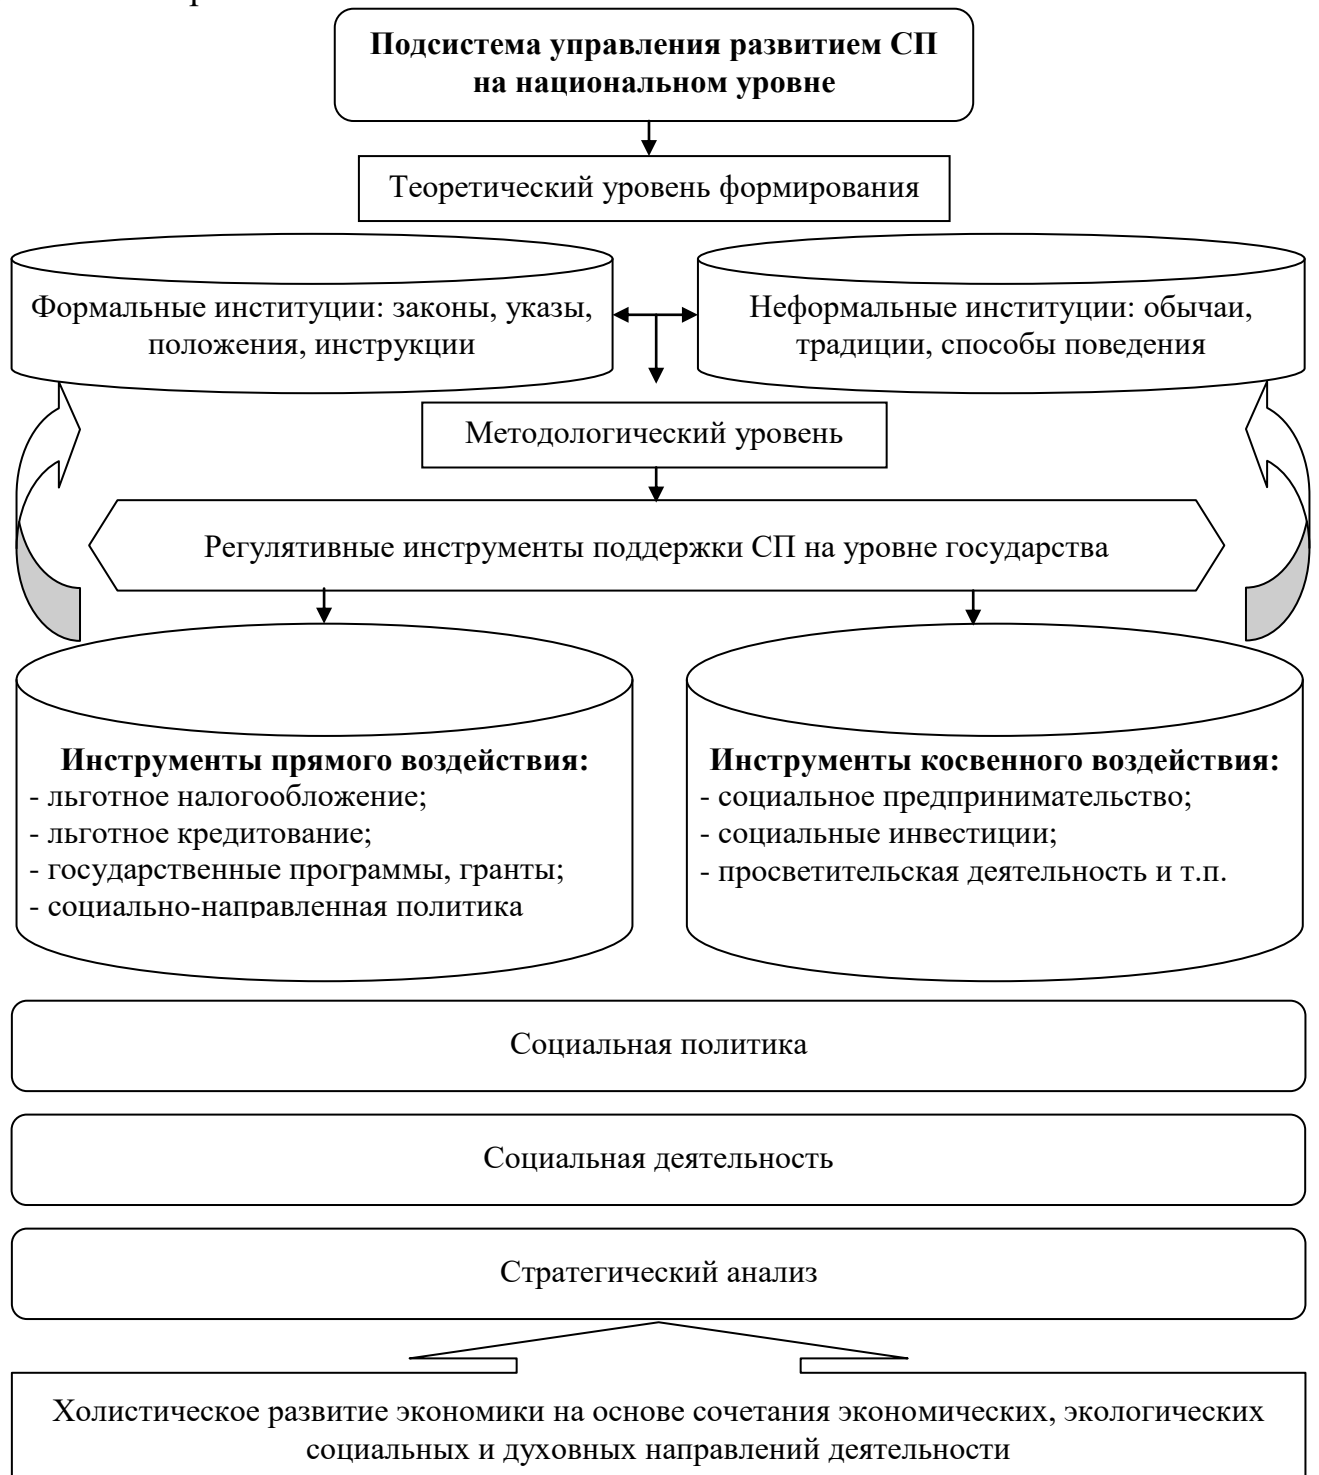 Подсистема управления развитием СП
на национальном уровне
Теоретический уровень формирования
Формальные институции: законы, указы,
положения, инструкции
Неформальные институции: обычаи,
традиции, способы поведения
Методологический уровень
Регулятивные инструменты поддержки СП на уровне государства
Инструменты прямого воздействия:
- льготное налогообложение;
- льготное кредитование;
- государственные программы, гранты;
- социально-направленная политика
Инструменты косвенного воздействия:
- социальное предпринимательство;
- социальные инвестиции;
- просветительская деятельность и т.п.
Социальная политика
Социальная деятельность
Стратегический анализ
Холистическое развитие экономики на основе сочетания экономических, экологических
социальных и духовных направлений деятельности